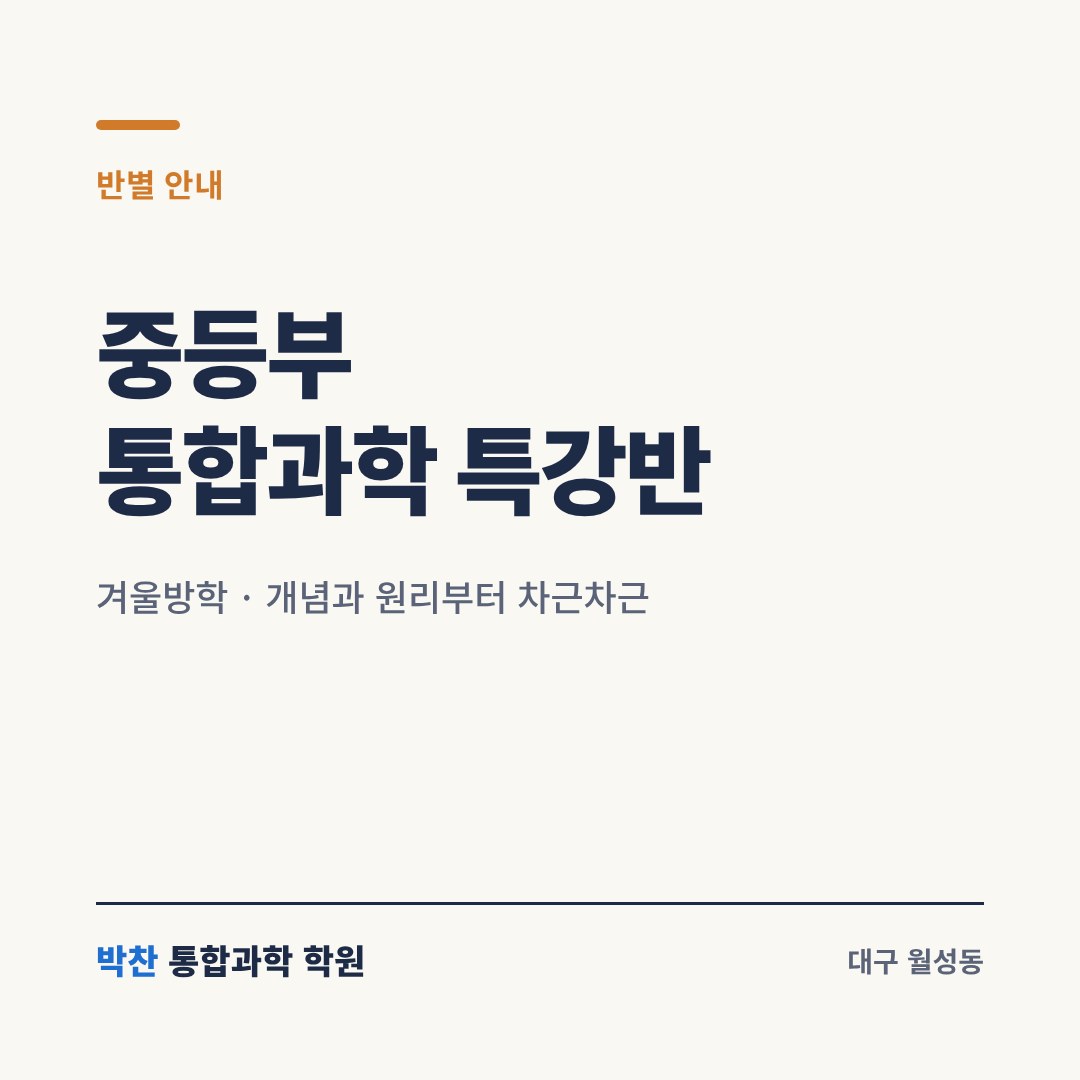 반별 안내
중등부
통합과학 특강반
겨울방학 · 개념과 원리부터 차근차근
박찬 통합과학 학원
대구 월성동